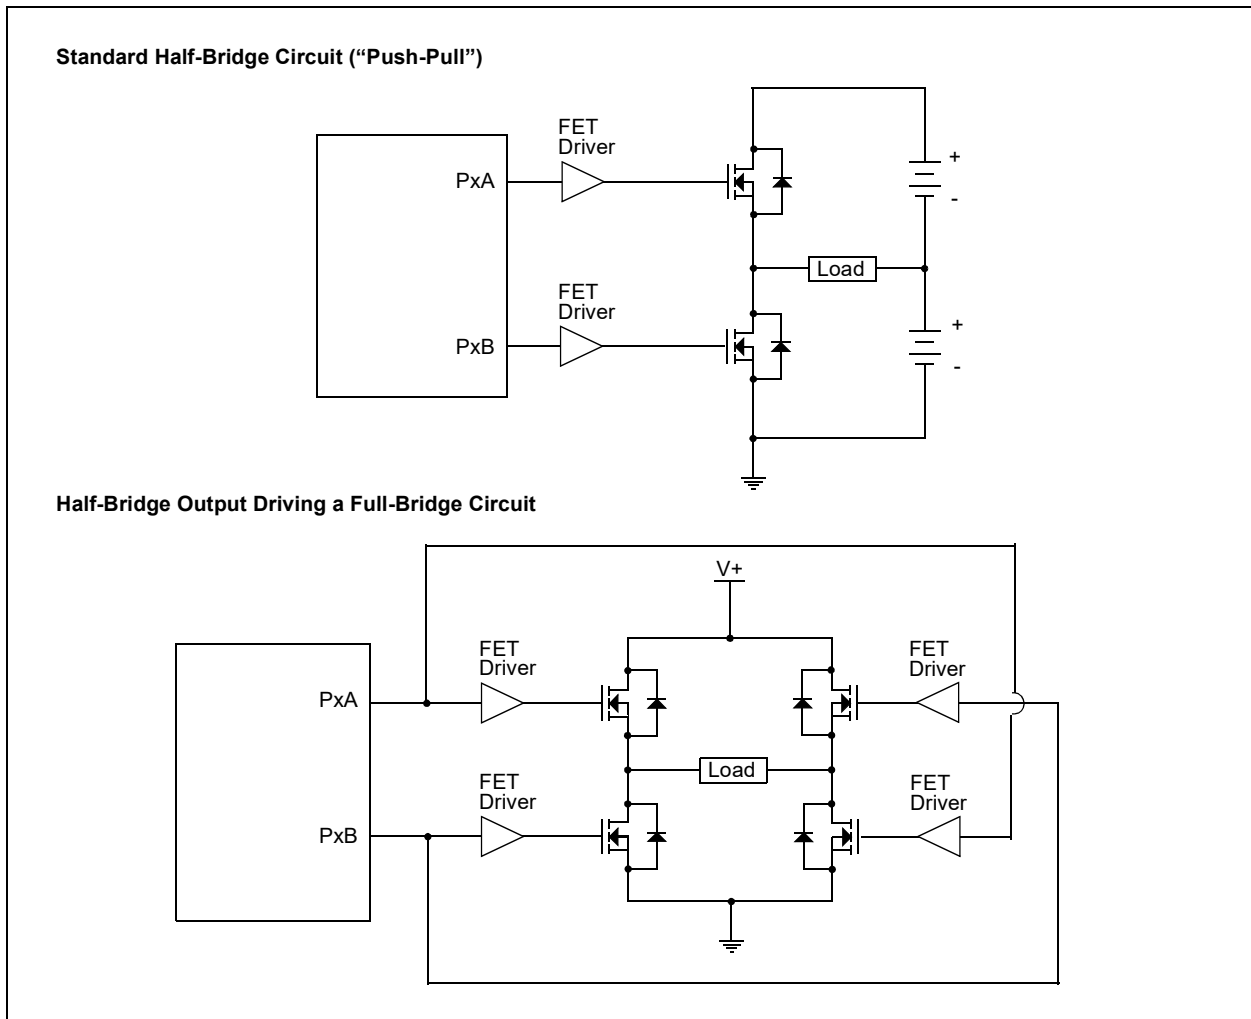 Standard Half-Bridge Circuit (“Push-Pull”)
FET
Driver
PxA
+
-
Load
FET
Driver
PxB
+
-
Half-Bridge Output Driving a Full-Bridge Circuit
V+
FET
Driver
FET
Driver
PxA
Load
FET
Driver
FET
Driver
PxB